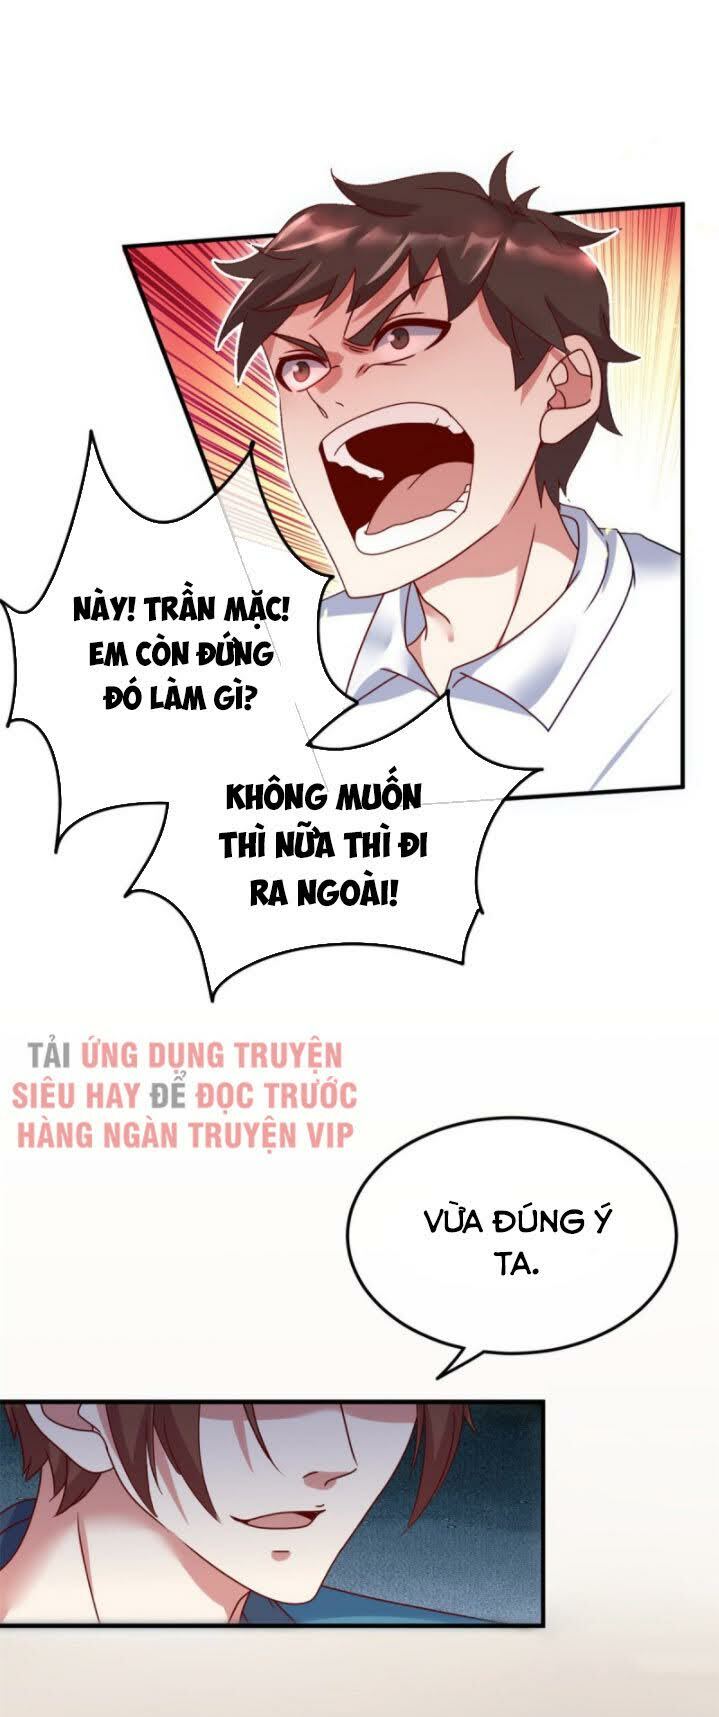 NÀY! TRẦN MẶC!
EM CÒN ĐỨNG
ĐÓ LÀM GÌ?
KHÔNG MUỐN
THÌ NỮA THÌ ĐI
RA NGOÀI!
TẢI ỨNG DỤNG TRUYỆN
SIÊU HAY ĐỂ ĐỌC TRƯỚC
HÀNG NGÀN TRUYỆN VIP
VỪA ĐÚNG Ý
TA.